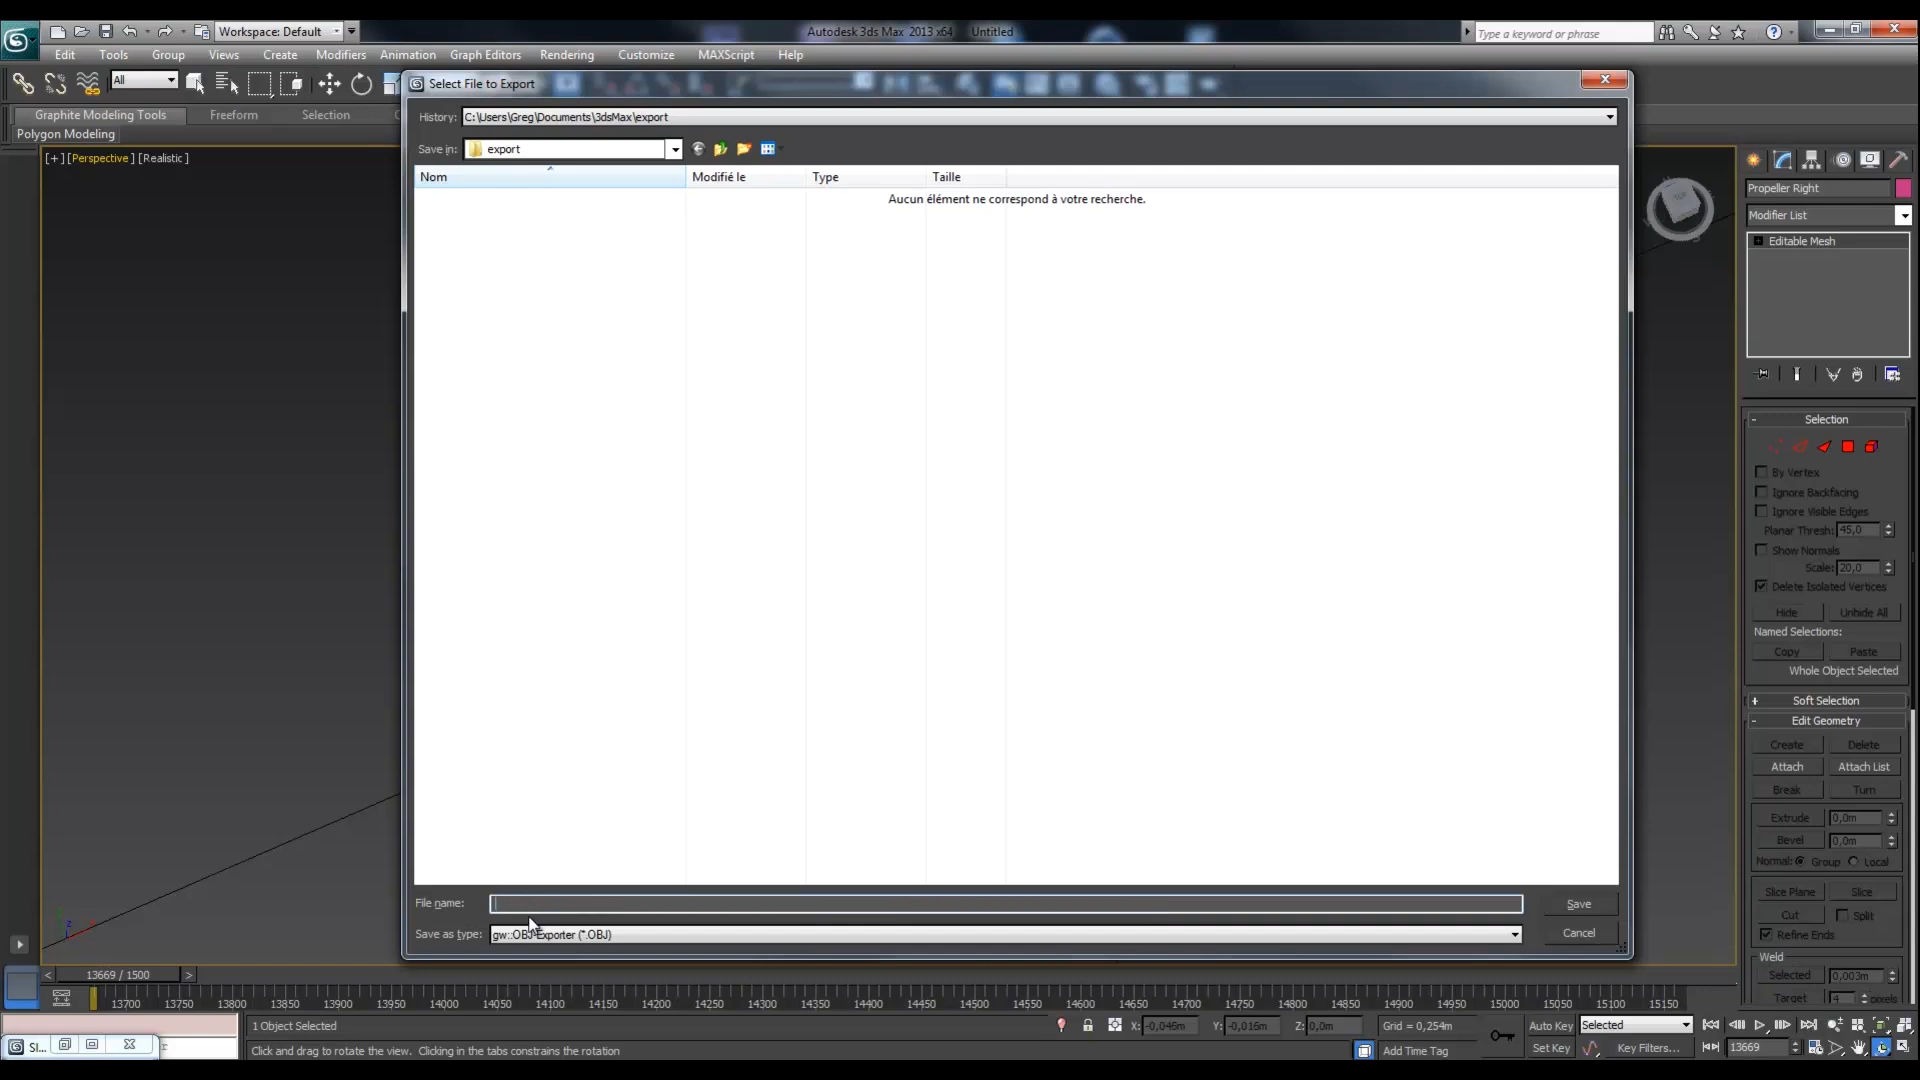 Workspace: Default
Autodesk 3ds Max 2013 x64 Untitled
Type a keyword or phrase
Edit Tools Group Views Create Modifiers Animation Graph Editors Rendering Customize MAXScript Help
All
Select File to Export
Graphite Modeling Tools Freeform Selection
Polygon Modeling
History: C:\Users\Greg\Documents\3dsMax\export
Save in: export
[+] [Perspective] [Realistic]
Nom Modifié le Type Taille
Aucun élément ne correspond à votre recherche.
Propeller Right
Modifier List
Editable Mesh
Selection
By Vertex
Ignore Backfacing
Ignore Visible Edges
Planar Thresh: 45,0
Show Normals
Scale: 20,0
Delete Isolated Vertices
Hide Unhide All
Named Selections:
Copy Paste
Whole Object Selected
Soft Selection
Edit Geometry
Create Delete
Attach Attach List
Break Turn
Extrude 0,0m
Bevel 0,0m
Normal: Group Local
Slice Plane Slice
Cut Split
Refine Ends
Weld
Selected 0,003m
Target 4 pixels
File name:
Save
Save as type: gw::OBJ-Exporter (*.OBJ)
Cancel
< 13669 / 1500 >
13700 13750 13800 13850 13900 13950 14000 14050 14100 14150 14200 14250 14300 14350 14400 14450 14500 14550 14600 14650 14700 14750 14800 14850 14900 14950 15000 15050 15100 15150
1 Object Selected
X: -0,046m Y: -0,016m Z: 0,0m Grid = 0,254m
Auto Key Selected
Click and drag to rotate the view. Clicking in the tabs constrains the rotation
Add Time Tag
Set Key Key Filters... 13669